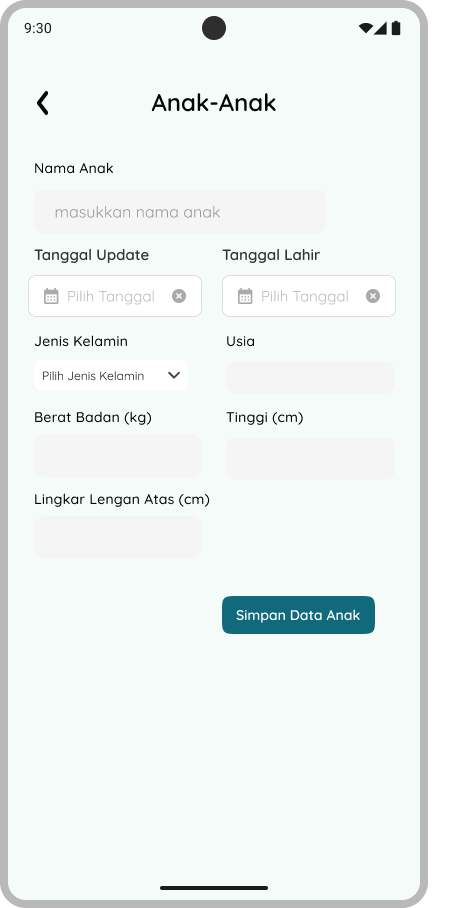 9:30
Anak-Anak
Nama Anak
masukkan nama anak
Tanggal Update Tanggal Lahir
Pilih Tanggal Pilih Tanggal
Jenis Kelamin Usia
Pilih Jenis Kelamin
Berat Badan (kg) Tinggi (cm)
Lingkar Lengan Atas (cm)
Simpan Data Anak